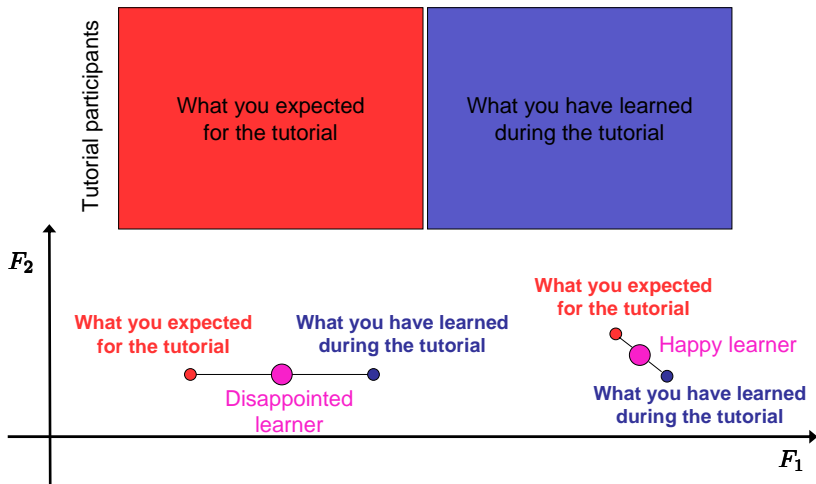 Tutorial participants
What you expected
for the tutorial
What you have learned
during the tutorial
F2
What you expected
for the tutorial
What you have learned
during the tutorial
Disappointed
learner
What you expected
for the tutorial
Happy learner
What you have learned
during the tutorial
F1